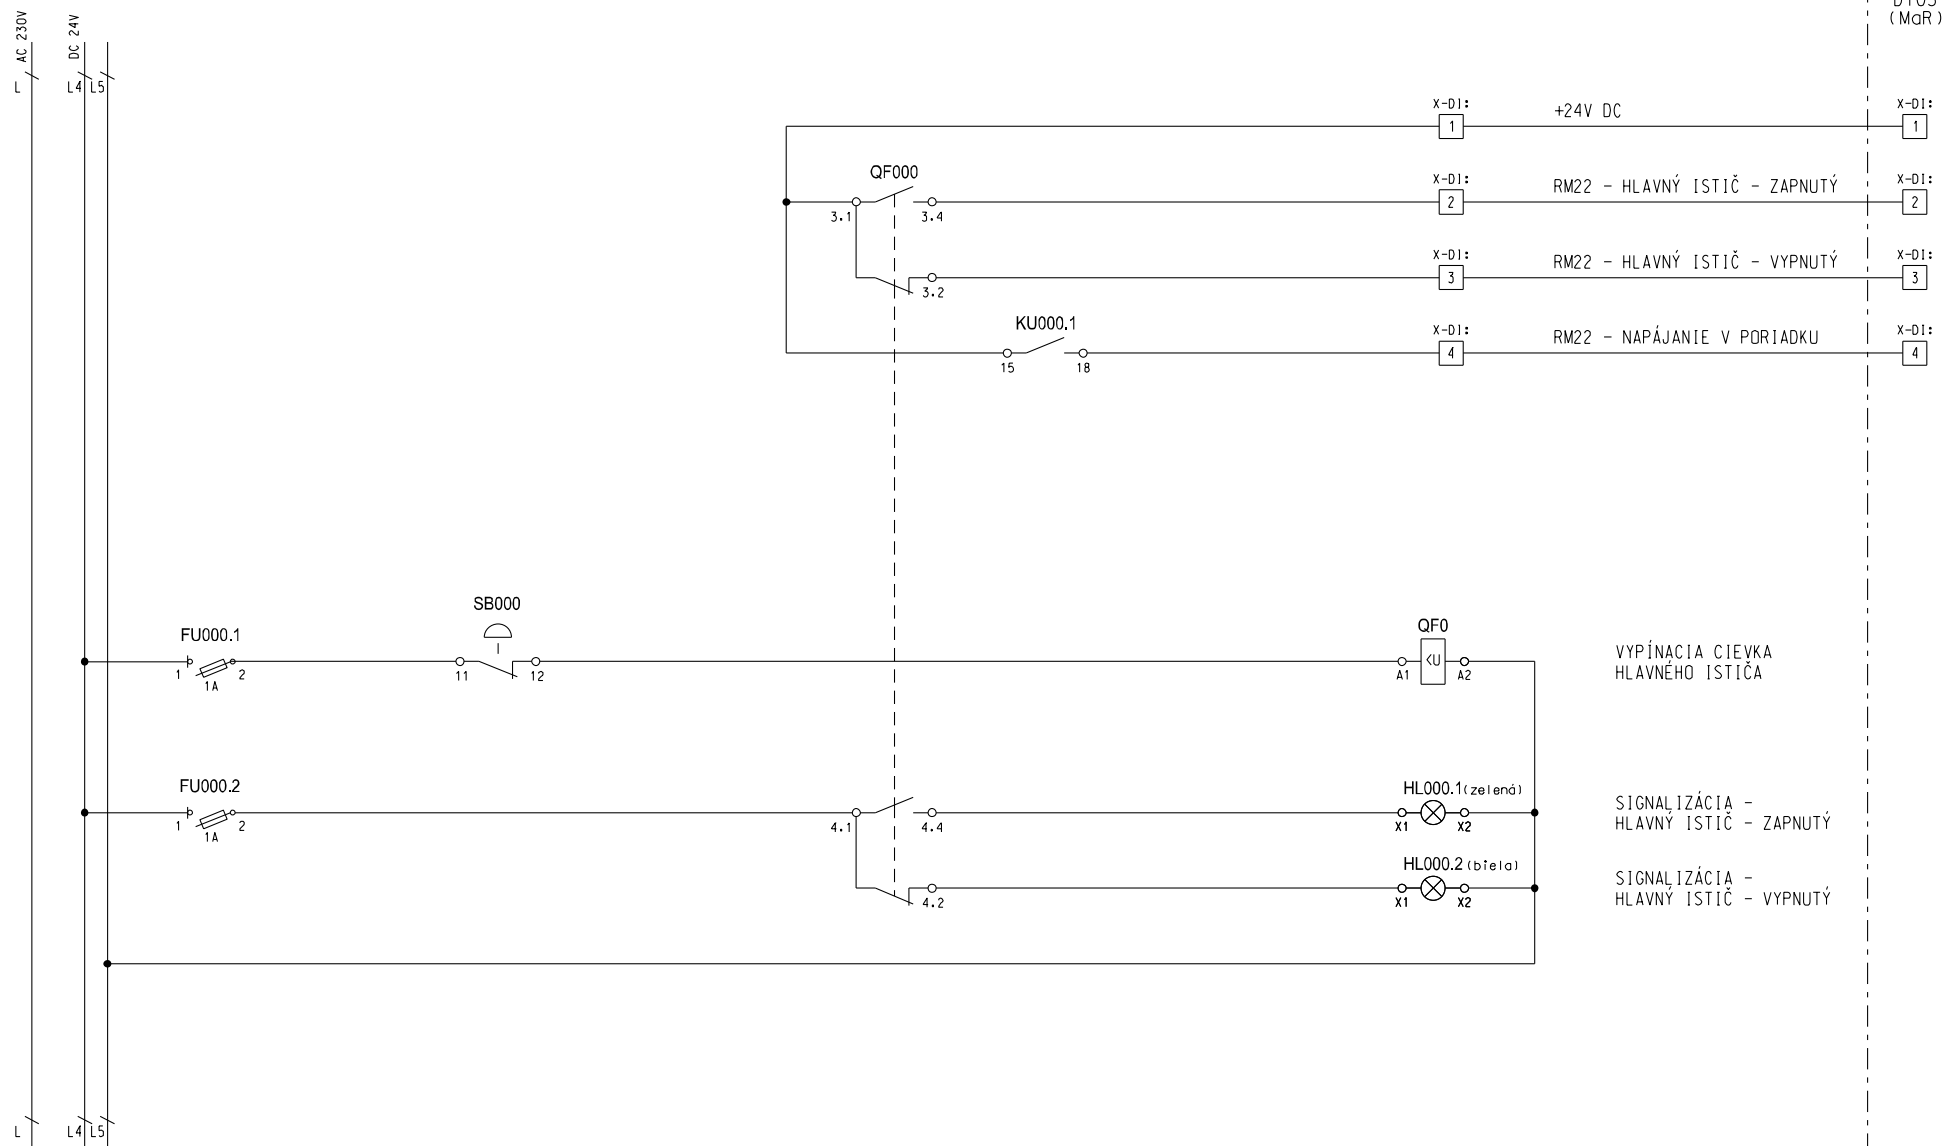 AC 230V
DC 24V
(MaR)
L
L4
L5
X-DI:
+24V DC
X-DI:
1
1
QF000
X-DI:
RM22 - HLAVNÝ ISTIČ - ZAPNUTÝ
X-DI:
3.1
3.4
2
2
X-DI:
RM22 - HLAVNÝ ISTIČ - VYPNUTÝ
X-DI:
3.2
3
3
KU000.1
X-DI:
RM22 - NAPÁJANIE V PORIADKU
X-DI:
15
18
4
4
SB000
FU000.1
QF0
1
1A
2
11
12
A1
<U
A2
VYPÍNACIA CIEVKA
HLAVNÉHO ISTIČA
FU000.2
HL000.1(zelená)
1
1A
2
4.1
4.4
X1
X2
SIGNALIZÁCIA -
HLAVNÝ ISTIČ - ZAPNUTÝ
HL000.2(biela)
4.2
X1
X2
SIGNALIZÁCIA -
HLAVNÝ ISTIČ - VYPNUTÝ
L
L4
L5